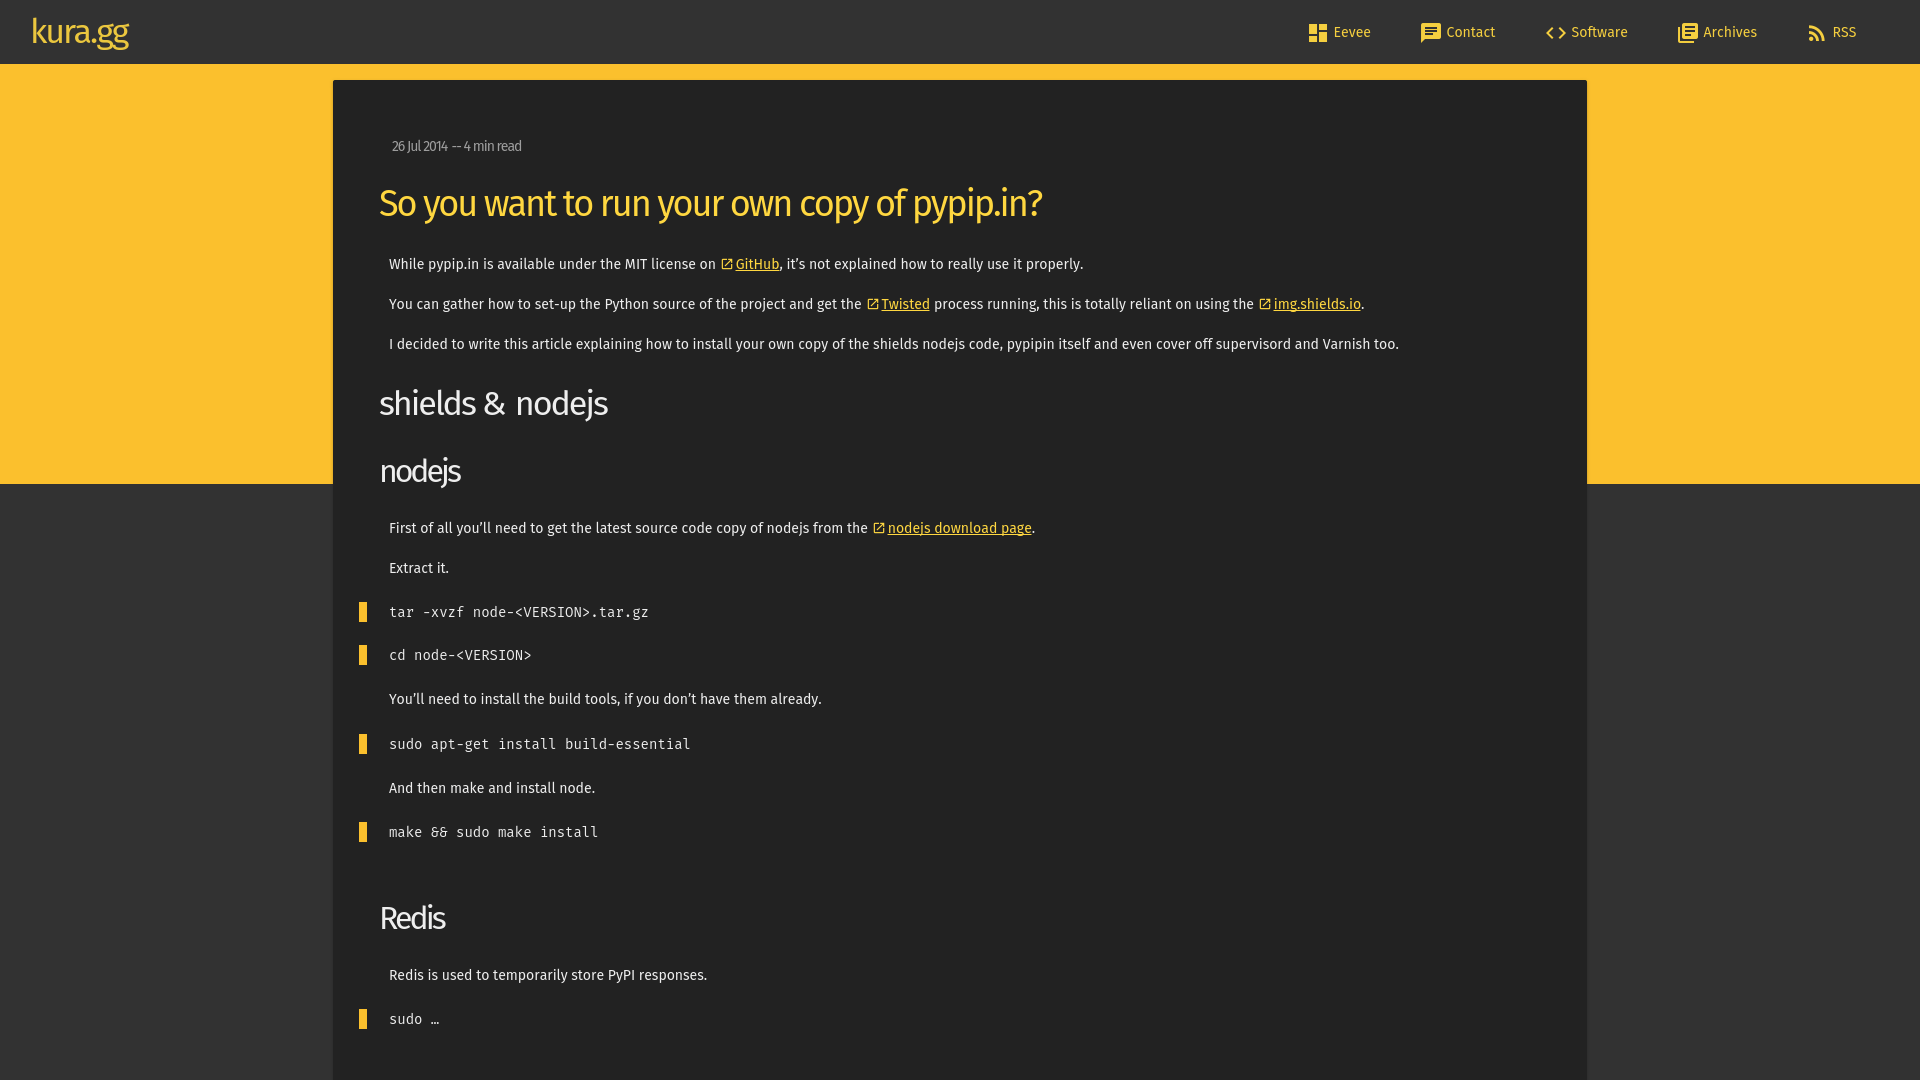 kura.gg
Eevee
Contact
Software
Archives
RSS
26 Jul 2014 -- 4 min read
So you want to run your own copy of pypip.in?
While pypip.in is available under the MIT license on GitHub, it’s not explained how to really use it properly.
You can gather how to set-up the Python source of the project and get the Twisted process running, this is totally reliant on using the img.shields.io.
I decided to write this article explaining how to install your own copy of the shields nodejs code, pypipin itself and even cover off supervisord and Varnish too.
shields & nodejs
nodejs
First of all you’ll need to get the latest source code copy of nodejs from the nodejs download page.
Extract it.
tar -xvzf node-<VERSION>.tar.gz
cd node-<VERSION>
You’ll need to install the build tools, if you don’t have them already.
sudo apt-get install build-essential
And then make and install node.
make && sudo make install
Redis
Redis is used to temporarily store PyPI responses.
sudo …